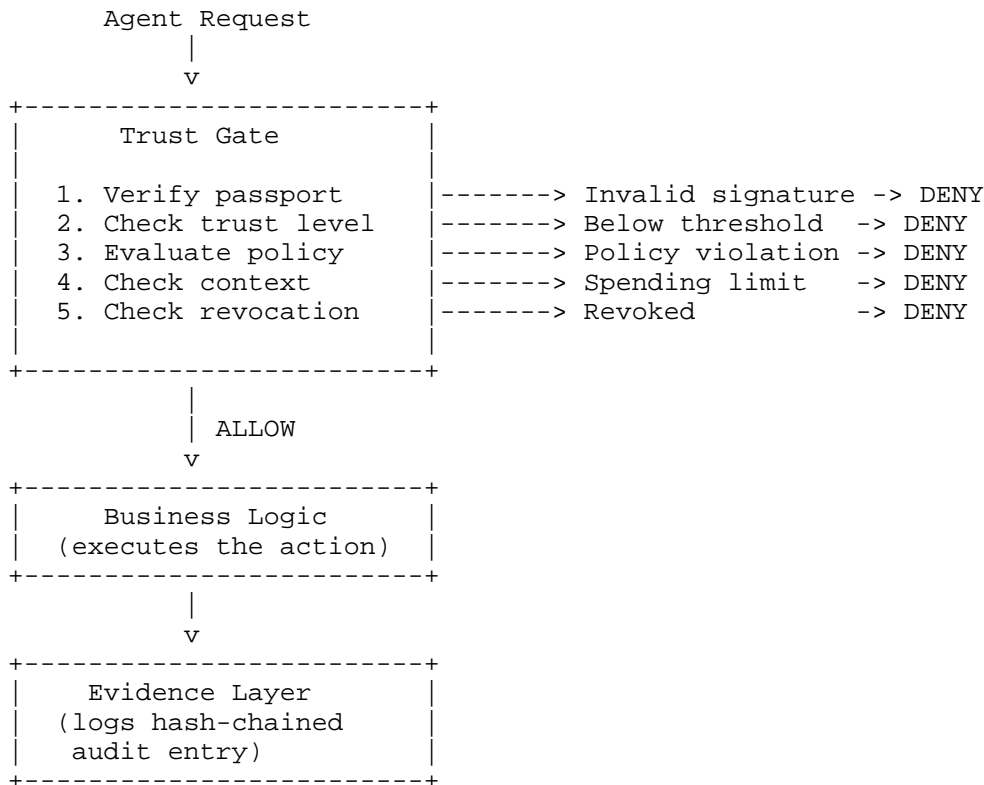 Agent Request
Trust Gate
1. Verify passport -------> Invalid signature -> DENY
2. Check trust level -------> Below threshold -> DENY
3. Evaluate policy -------> Policy violation -> DENY
4. Check context -------> Spending limit -> DENY
5. Check revocation -------> Revoked -> DENY
ALLOW
v
Business Logic
(executes the action)
v
Evidence Layer
(logs hash-chained
audit entry)